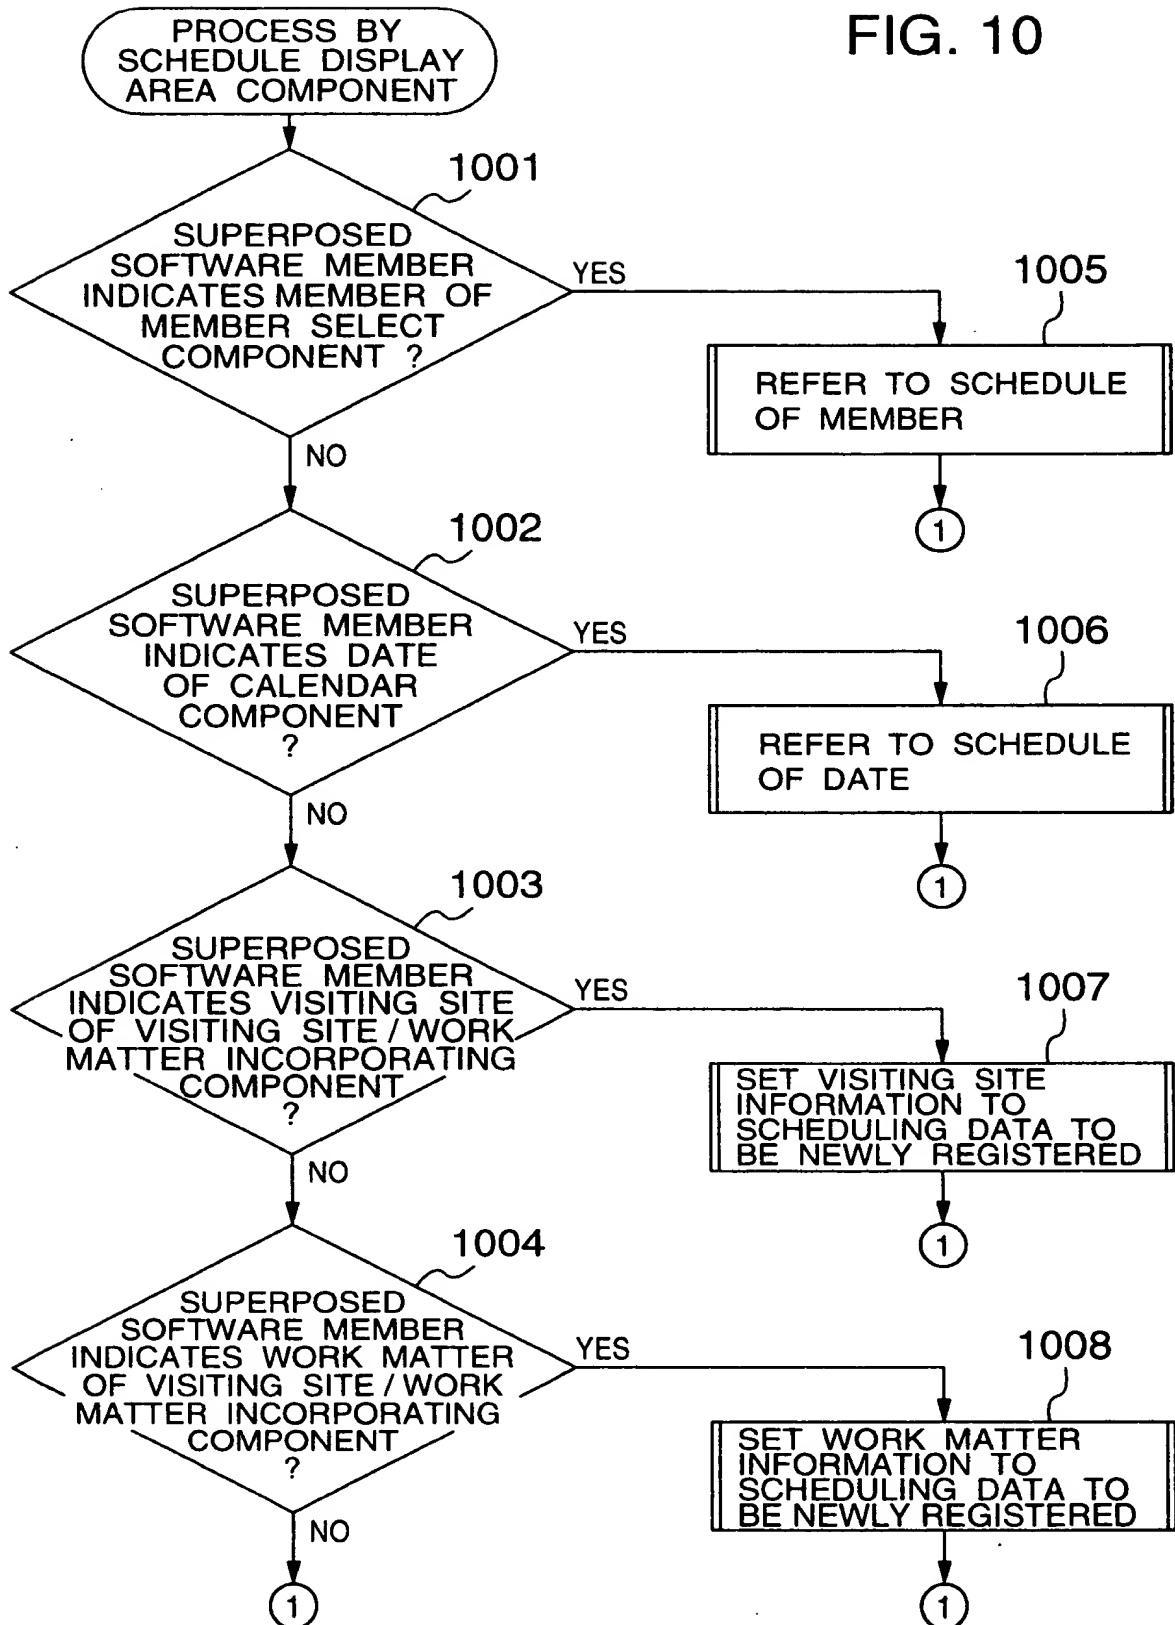 FIG. 10
PROCESS BY
SCHEDULE DISPLAY
AREA COMPONENT
1001
SUPERPOSED
SOFTWARE MEMBER
INDICATES MEMBER OF
MEMBER SELECT
COMPONENT ?
YES
NO
1005
REFER TO SCHEDULE
OF MEMBER
1
1002
SUPERPOSED
SOFTWARE MEMBER
INDICATES DATE
OF CALENDAR
COMPONENT
?
YES
NO
1006
REFER TO SCHEDULE
OF DATE
1
1003
SUPERPOSED
SOFTWARE MEMBER
INDICATES VISITING SITE
OF VISITING SITE / WORK
MATTER INCORPORATING
COMPONENT
?
YES
NO
1007
SET VISITING SITE
INFORMATION TO
SCHEDULING DATA TO
BE NEWLY REGISTERED
1
1004
SUPERPOSED
SOFTWARE MEMBER
INDICATES WORK MATTER
OF VISITING SITE / WORK
MATTER INCORPORATING
COMPONENT
?
YES
NO
1008
SET WORK MATTER
INFORMATION TO
SCHEDULING DATA TO
BE NEWLY REGISTERED
1
1